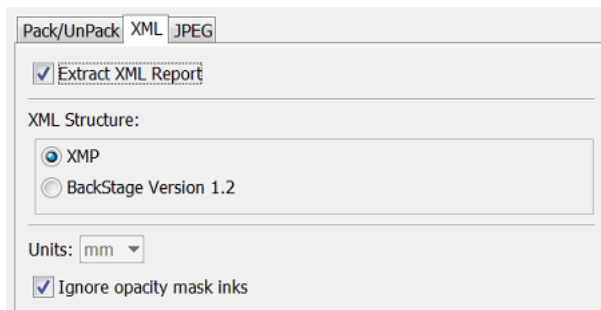 Pack/UnPack XML JPEG
Extract XML Report
XML Structure:
XMP
BackStage Version 1.2
Units: mm
Ignore opacity mask inks